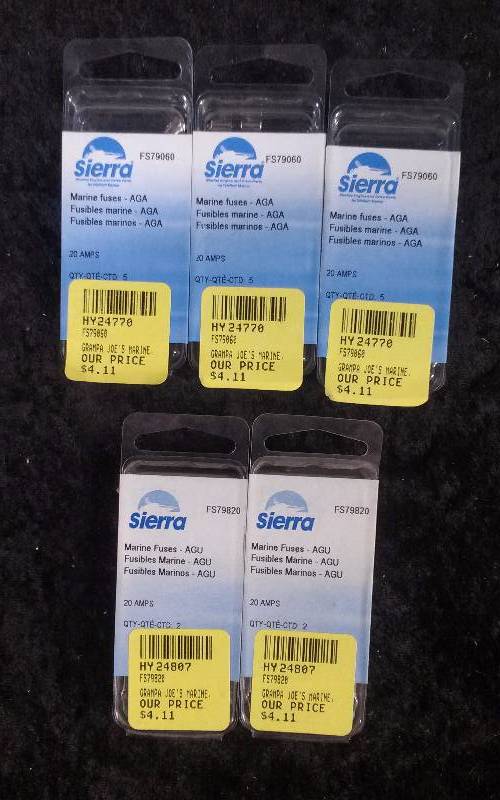 Sierra
FS79060
Marine fuses - AGA
Fusibles marine - AGA
Fusibles marinos - AGA
20 AMPS
QTY-QTÉ-CTD. 5
HY24770
FS79060
GRAMPA JOE'S MARINE.
OUR PRICE
$4.11
Sierra
FS79060
Marine fuses - AGA
Fusibles marine - AGA
Fusibles marinos - AGA
20 AMPS
QTY-QTÉ-CTD. 5
HY24770
FS79060
GRAMPA JOE'S MARINE.
OUR PRICE
$4.11
Sierra
FS79060
Marine fuses - AGA
Fusibles marine - AGA
Fusibles marinos - AGA
20 AMPS
QTY-QTÉ-CTD. 5
HY24770
FS79060
GRAMPA JOE'S MARINE.
OUR PRICE
$4.11
Sierra
FS79820
Marine Fuses - AGU
Fusibles Marine - AGU
Fusibles Marinos - AGU
20 AMPS
QTY-QTÉ-CTD. 2
HY24807
FS79820
GRAMPA JOE'S MARINE.
OUR PRICE
$4.11
Sierra
FS79820
Marine Fuses - AGU
Fusibles Marine - AGU
Fusibles Marinos - AGU
20 AMPS
QTY-QTÉ-CTD. 2
HY24807
FS79820
GRAMPA JOE'S MARINE.
OUR PRICE
$4.11